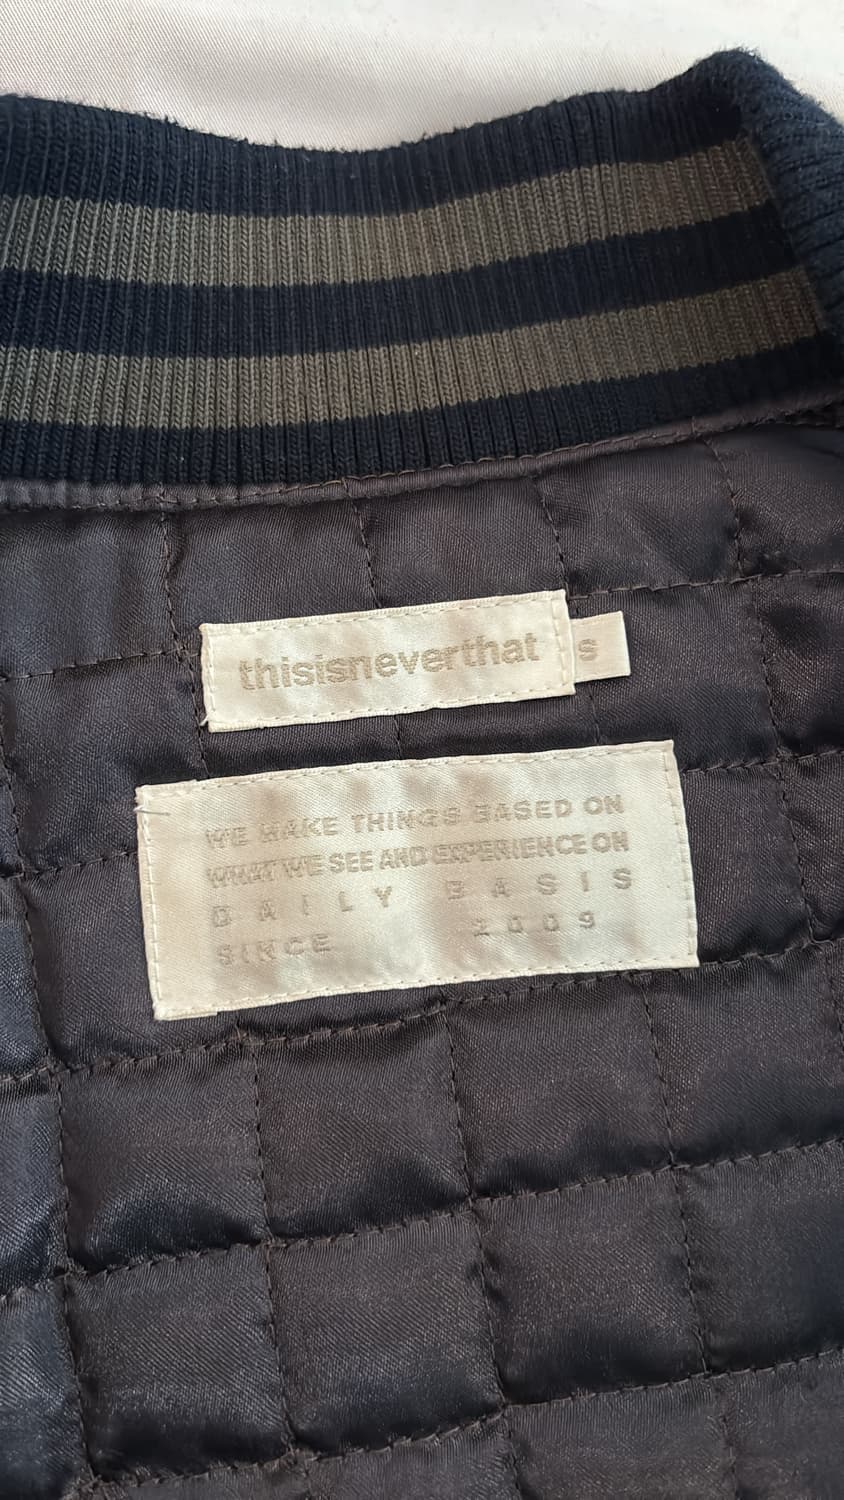 thisisneverthat
S
WE MAKE THINGS BASED ON
WHAT WE SEE AND EXPERIENCE ON
DAILY BASIS
SINCE 2009